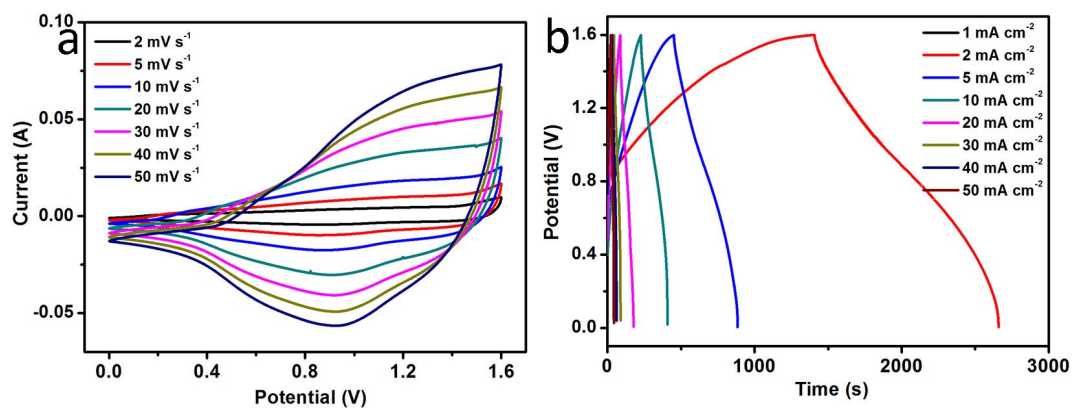 a
2 mV s⁻¹
5 mV s⁻¹
10 mV s⁻¹
20 mV s⁻¹
30 mV s⁻¹
40 mV s⁻¹
50 mV s⁻¹
0.10
0.05
0.00
-0.05
Current (A)
0.0 0.4 0.8 1.2 1.6
Potential (V)
b
1 mA cm⁻²
2 mA cm⁻²
5 mA cm⁻²
10 mA cm⁻²
20 mA cm⁻²
30 mA cm⁻²
40 mA cm⁻²
50 mA cm⁻²
1.6
1.2
0.8
0.4
0.0
Potential (V)
0 1000 2000 3000
Time (s)